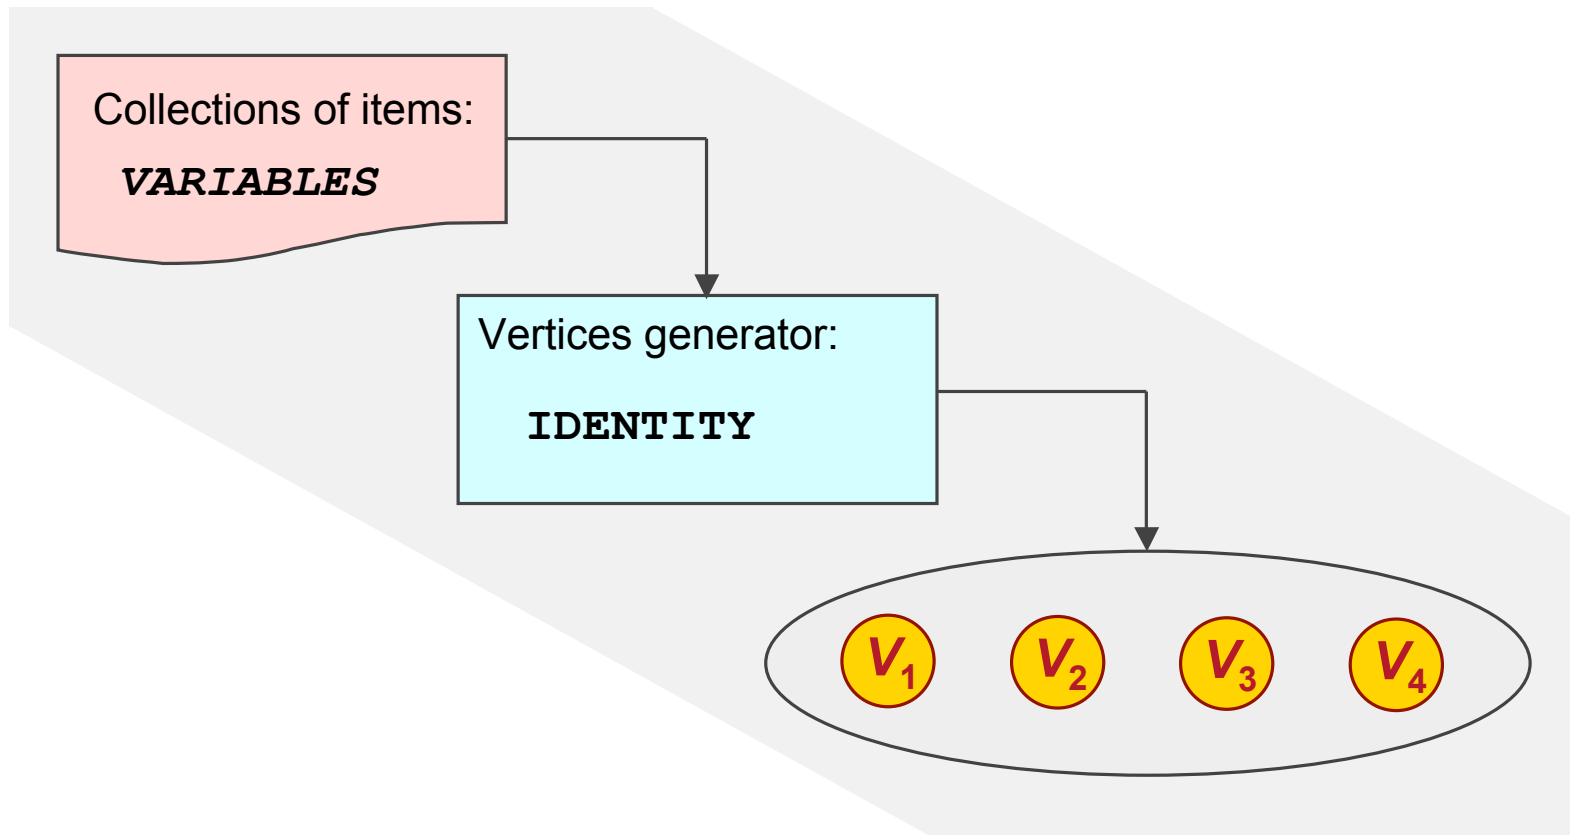 Collections of items:
VARIABLES
Vertices generator:
IDENTITY
V1 V2 V3 V4